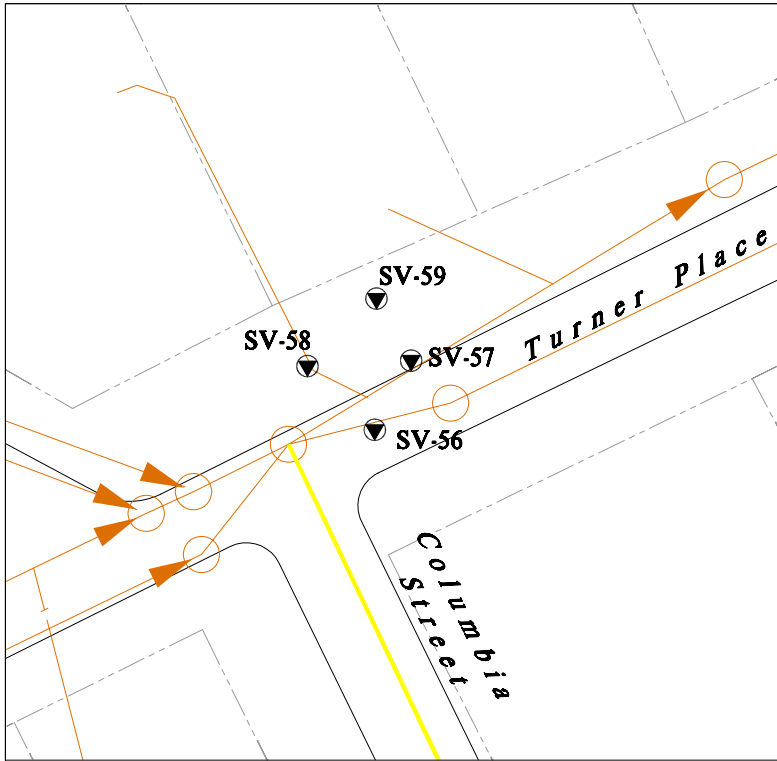 SV-59
SV-58
SV-57
Turner Place
SV-56
Columbia
Street